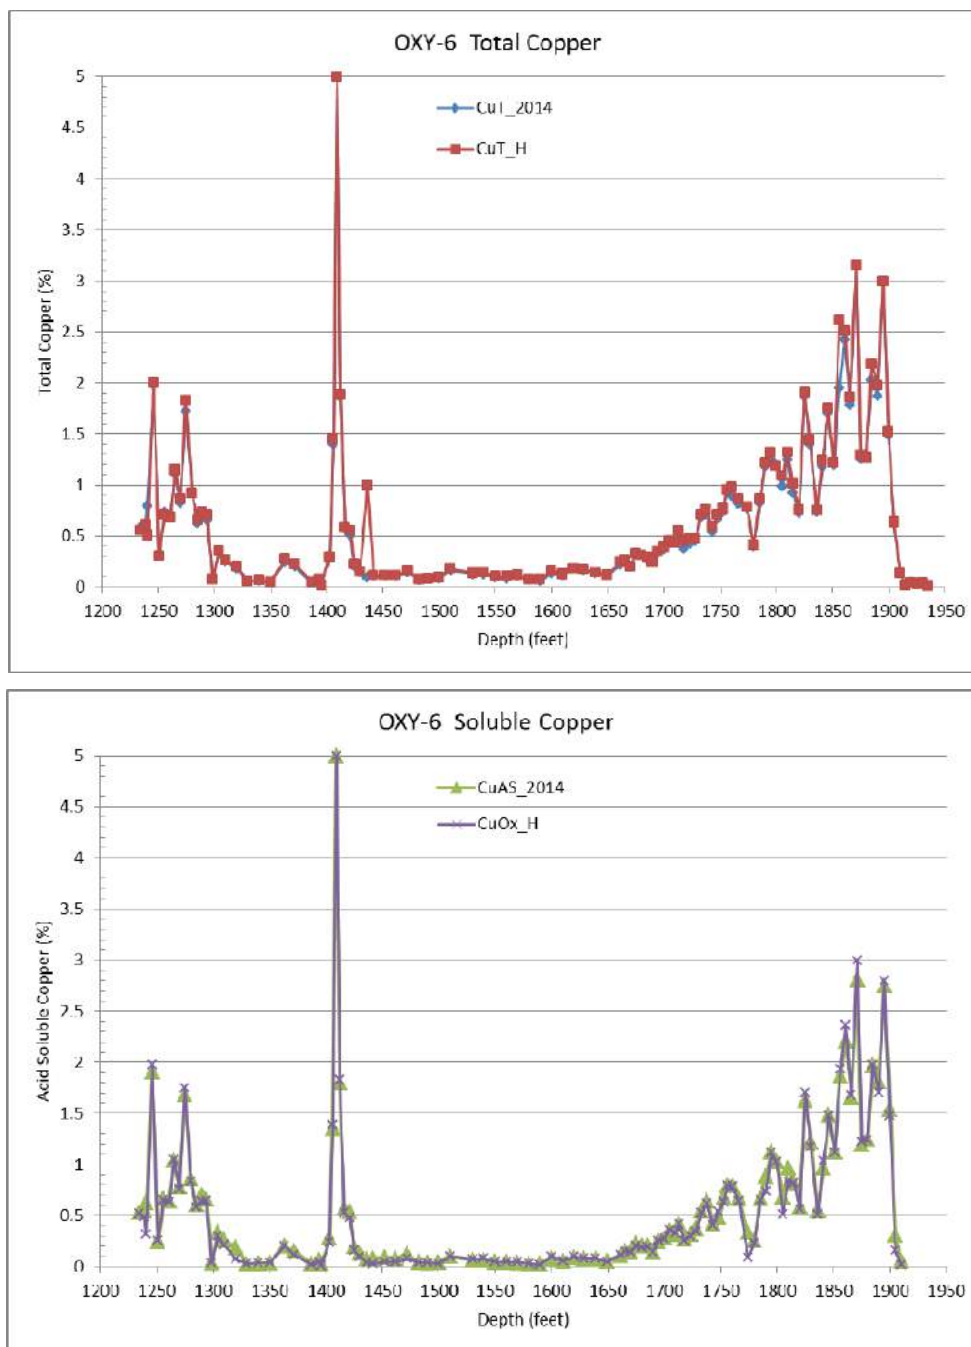 OXY-6 Total Copper
CuT_2014
CuT_H
Total Copper (%)
5
4.5
4
3.5
3
2.5
2
1.5
1
0.5
0
1200 1250 1300 1350 1400 1450 1500 1550 1600 1650 1700 1750 1800 1850 1900 1950
Depth (feet)
OXY-6 Soluble Copper
CuAS_2014
CuOx_H
Acid Soluble Copper (%)
5
4.5
4
3.5
3
2.5
2
1.5
1
0.5
0
1200 1250 1300 1350 1400 1450 1500 1550 1600 1650 1700 1750 1800 1850 1900 1950
Depth (feet)